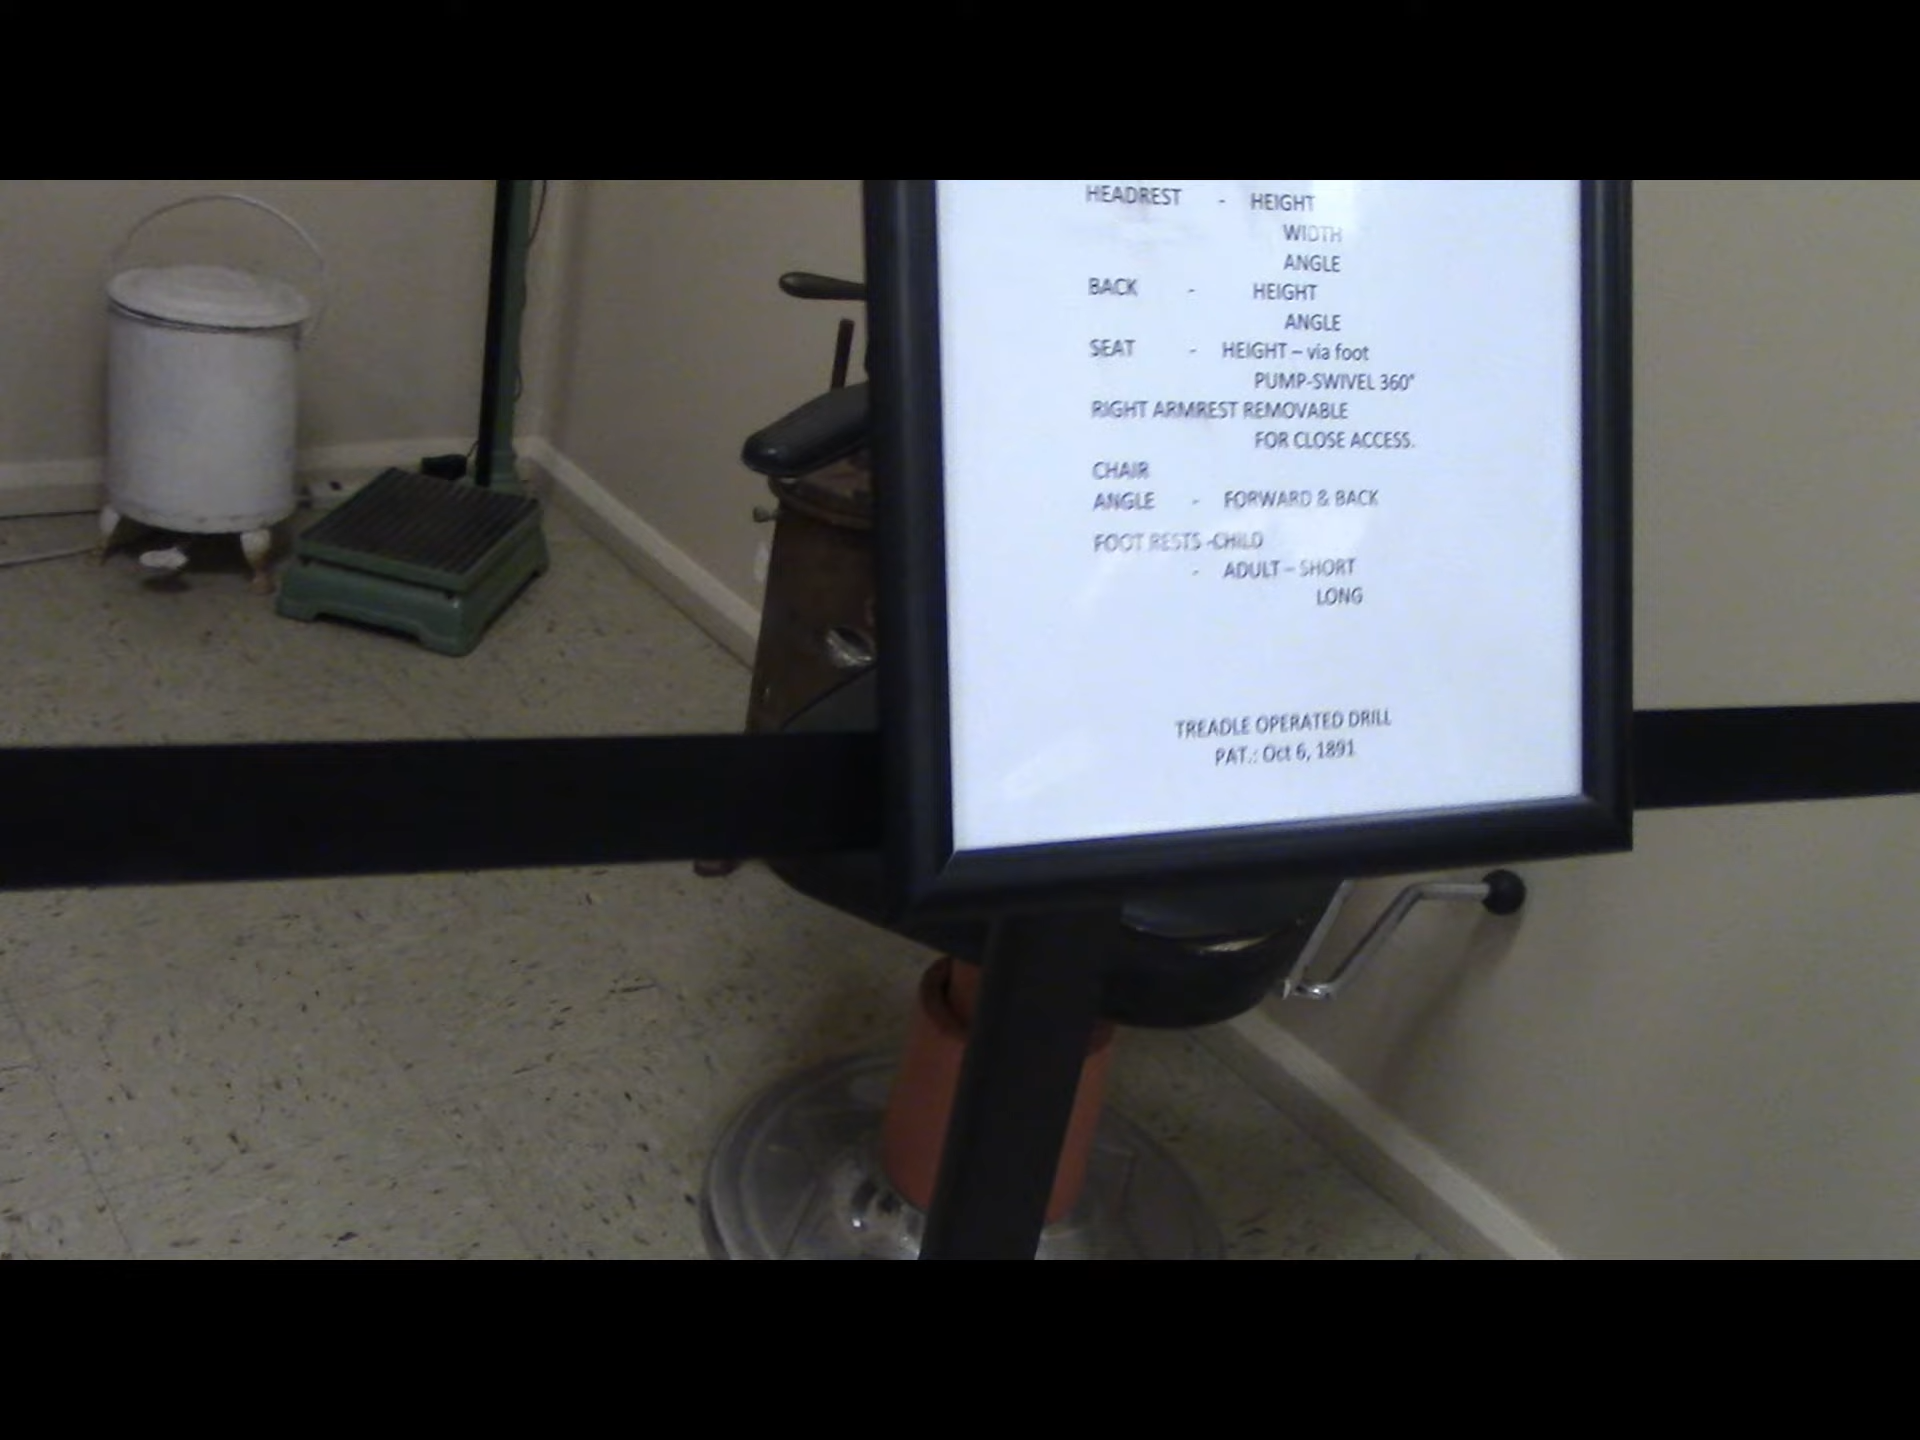 HEADREST - HEIGHT
WIDTH
ANGLE
BACK - HEIGHT
ANGLE
SEAT - HEIGHT – via foot
PUMP-SWIVEL 360°
RIGHT ARMREST REMOVABLE
FOR CLOSE ACCESS.
CHAIR
ANGLE - FORWARD & BACK
FOOT RESTS -CHILD
- ADULT – SHORT
LONG
TREADLE OPERATED DRILL
PAT.: Oct 6, 1891